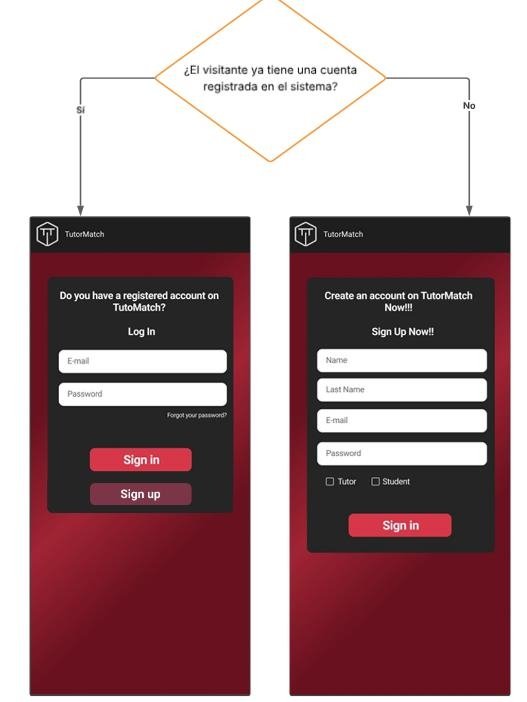 ¿El visitante ya tiene una cuenta
registrada en el sistema?
Sí
No
TutorMatch
Do you have a registered account on
TutoMatch?
Log In
E-mail
Password
Forgot your password?
Sign in
Sign up
TutorMatch
Create an account on TutorMatch
Now!!!
Sign Up Now!!
Name
Last Name
E-mail
Password
Tutor Student
Sign in